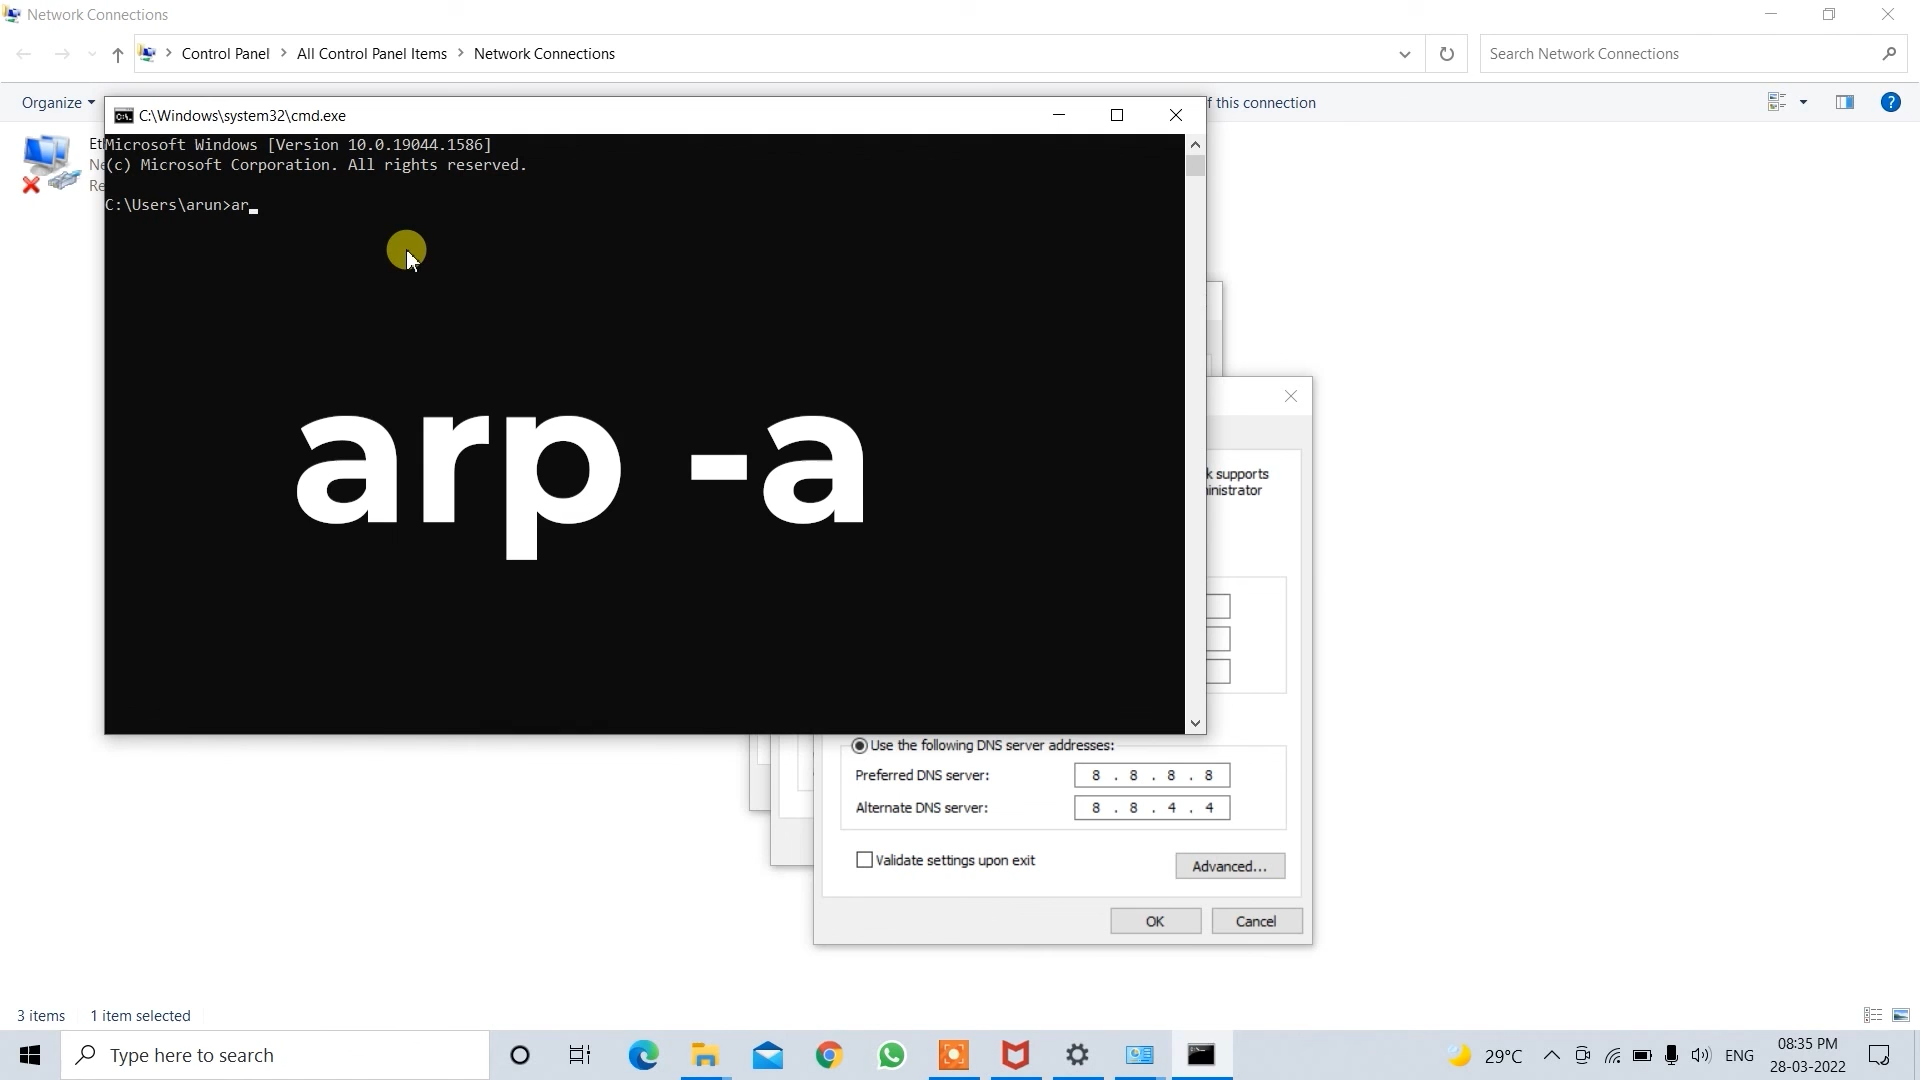 Network Connections
Control Panel > All Control Panel Items > Network Connections
Search Network Connections
Organize
f this connection
C:\Windows\system32\cmd.exe
Microsoft Windows [Version 10.0.19044.1586]
(c) Microsoft Corporation. All rights reserved.
C:\Users\arun>ar
arp -a
k supports
inistrator
Use the following DNS server addresses:
Preferred DNS server:
8 . 8 . 8 . 8
Alternate DNS server:
8 . 8 . 4 . 4
Validate settings upon exit
Advanced...
OK
Cancel
3 items
1 item selected
Type here to search
29°C
ENG
08:35 PM
28-03-2022